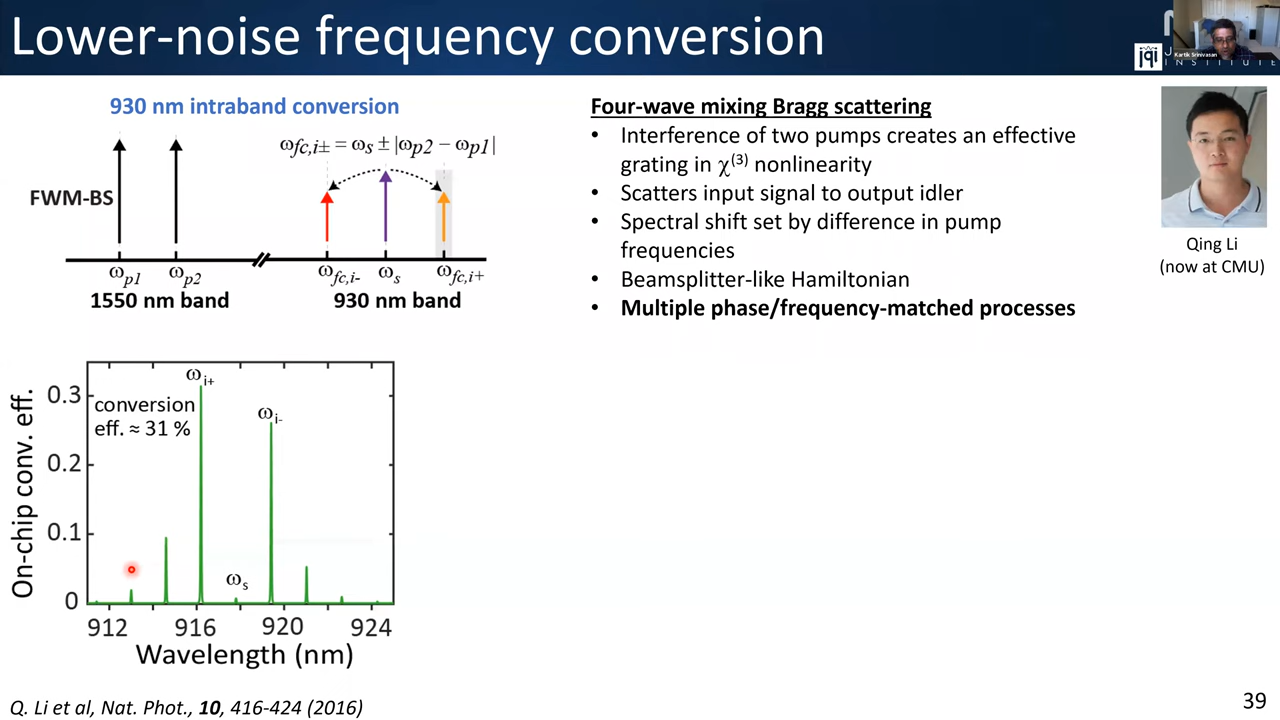 Lower-noise frequency conversion
jqi
INSTITUTE
Kartik Srinivasan
930 nm intraband conversion
ωfc,i± = ωs ± |ωp2 − ωp1|
FWM-BS
ωp1 ωp2 ωfc,i- ωs ωfc,i+
1550 nm band 930 nm band
Four-wave mixing Bragg scattering
• Interference of two pumps creates an effective
grating in χ(3) nonlinearity
• Scatters input signal to output idler
• Spectral shift set by difference in pump
frequencies
• Beamsplitter-like Hamiltonian
• Multiple phase/frequency-matched processes
Qing Li
(now at CMU)
On-chip conv. eff.
0.3
0.2
0.1
0
conversion
eff. ≈ 31 %
ωi+
ωi-
ωs
912 916 920 924
Wavelength (nm)
Q. Li et al, Nat. Phot., 10, 416-424 (2016)
39